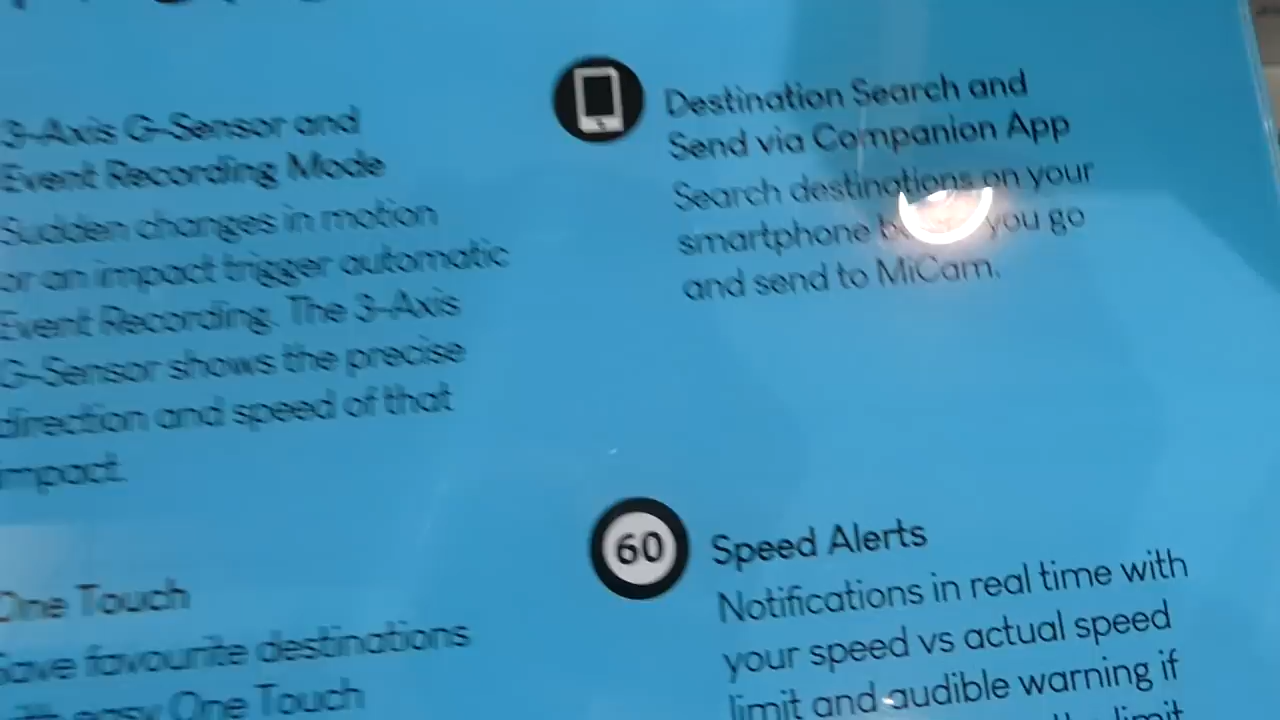 3-Axis G-Sensor and
Event Recording Mode
Sudden changes in motion
or an impact trigger automatic
Event Recording. The 3-Axis
G-Sensor shows the precise
direction and speed of that
impact.
One Touch
Save favourite destinations
with easy One Touch
Destination Search and
Send via Companion App
Search destinations on your
smartphone you go
and send to MiCam.
60
Speed Alerts
Notifications in real time with
your speed vs actual speed
limit and audible warning if
limit